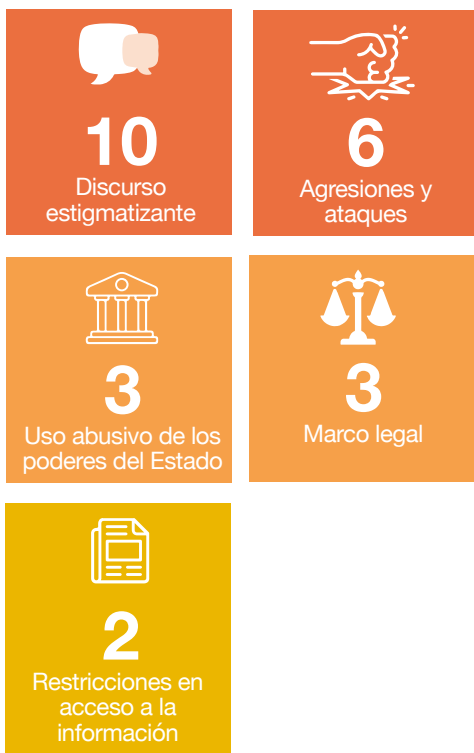 10
Discurso
estigmatizante
6
Agresiones y
ataques
3
Uso abusivo de los
poderes del Estado
3
Marco legal
2
Restricciones en
acceso a la
información